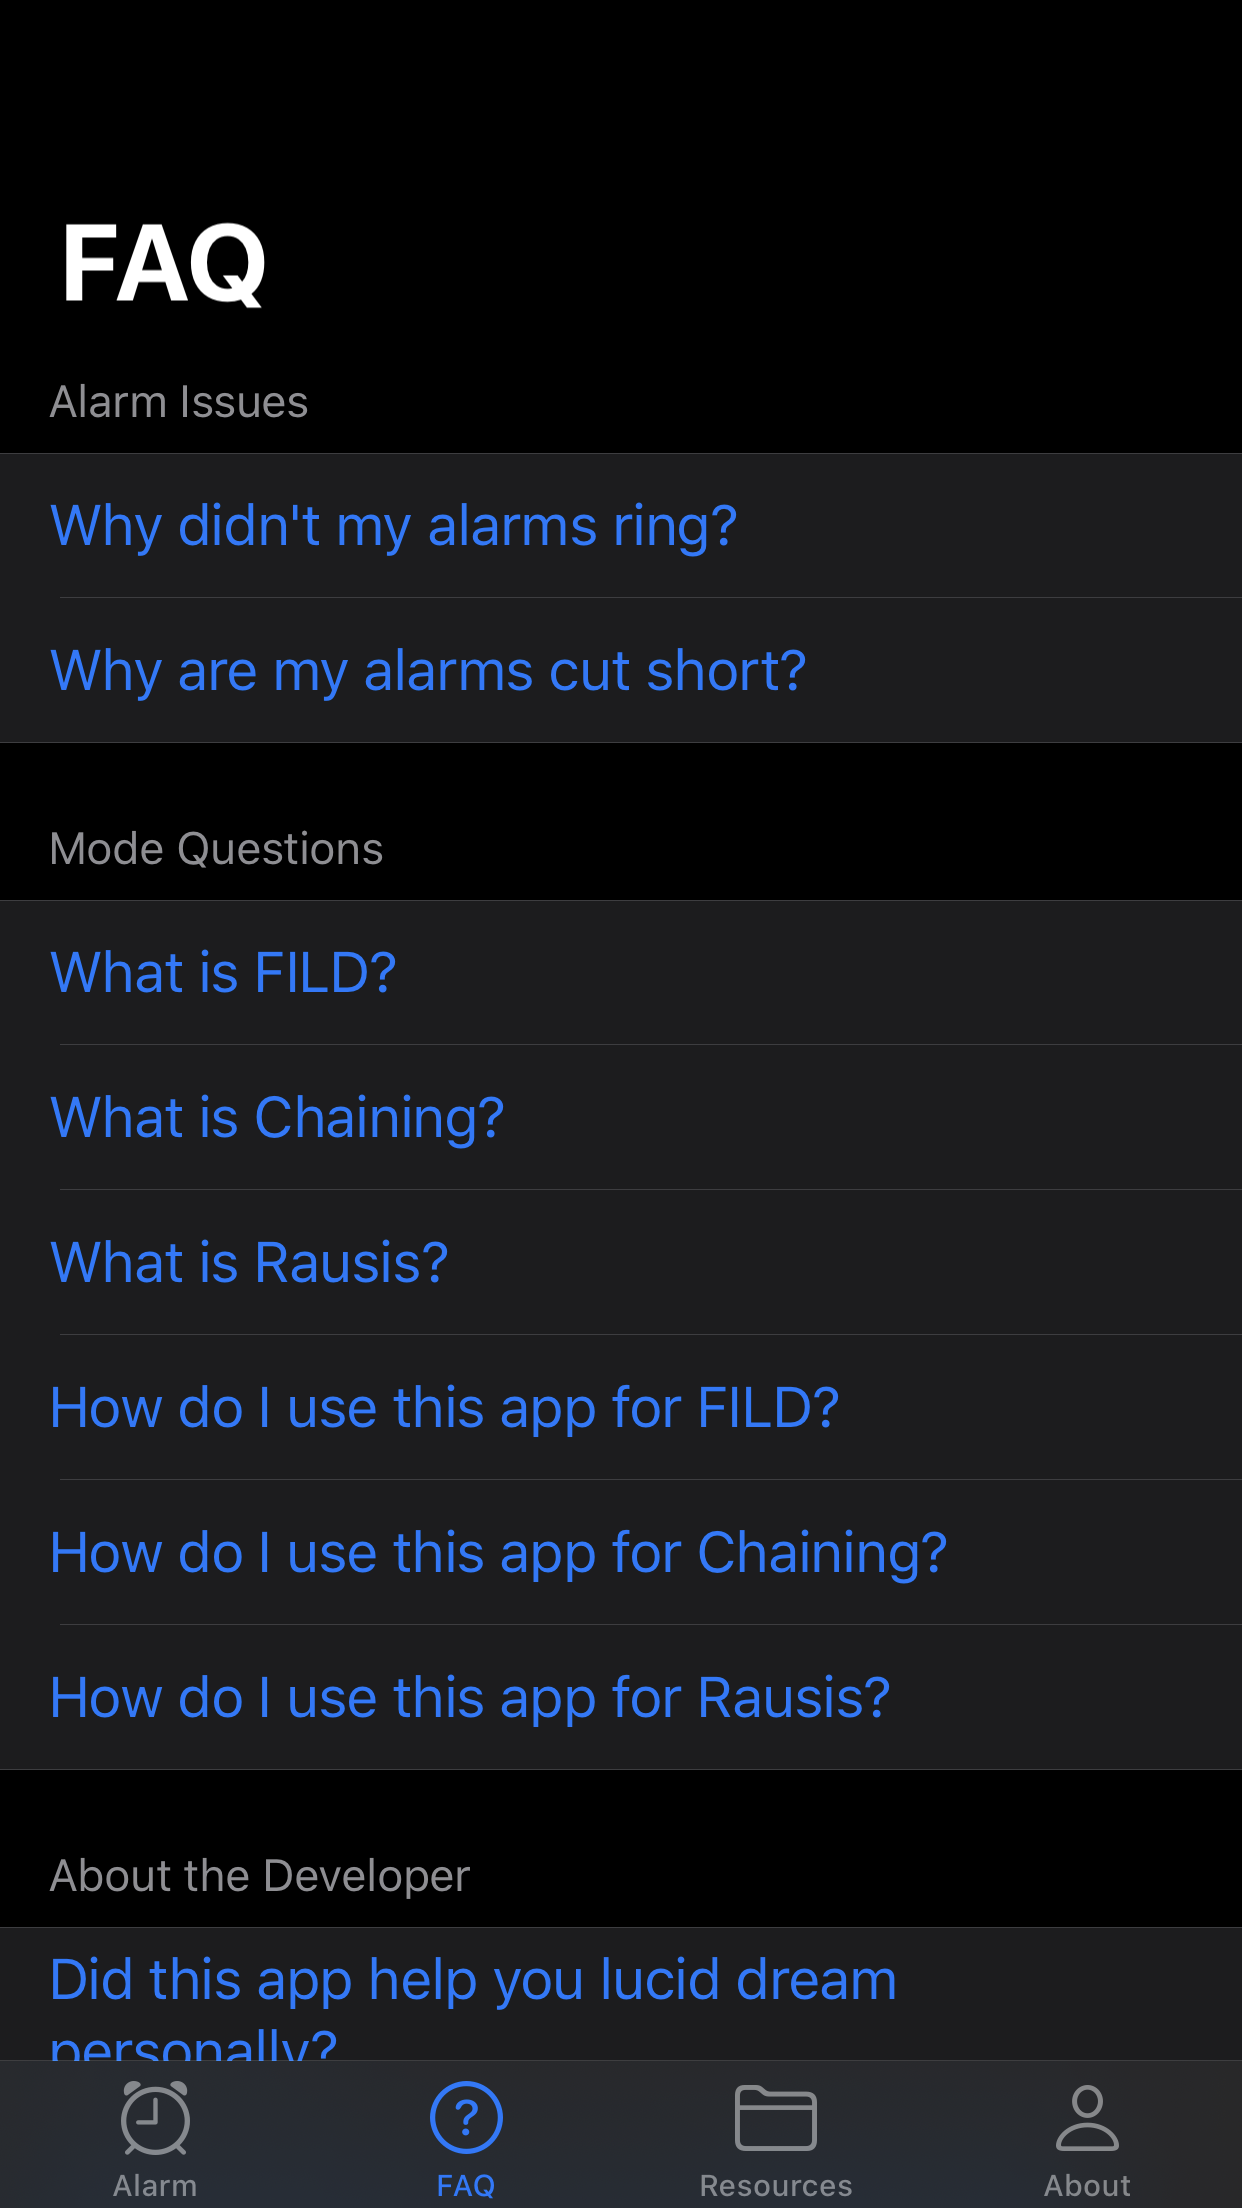 FAQ
Alarm Issues
Why didn't my alarms ring?
Why are my alarms cut short?
Mode Questions
What is FILD?
What is Chaining?
What is Rausis?
How do I use this app for FILD?
How do I use this app for Chaining?
How do I use this app for Rausis?
About the Developer
Did this app help you lucid dream
personally?
Alarm
FAQ
Resources
About